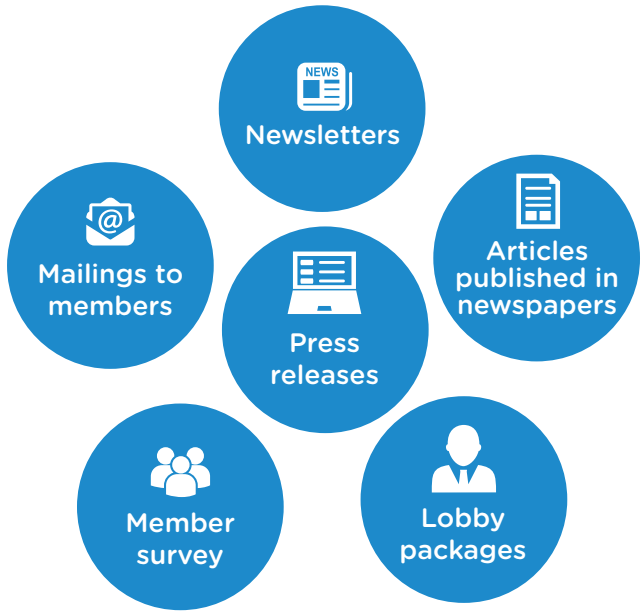 NEWS
Newsletters
Mailings to
members
@
Articles
published in
newspapers
Press
releases
Member
survey
Lobby
packages